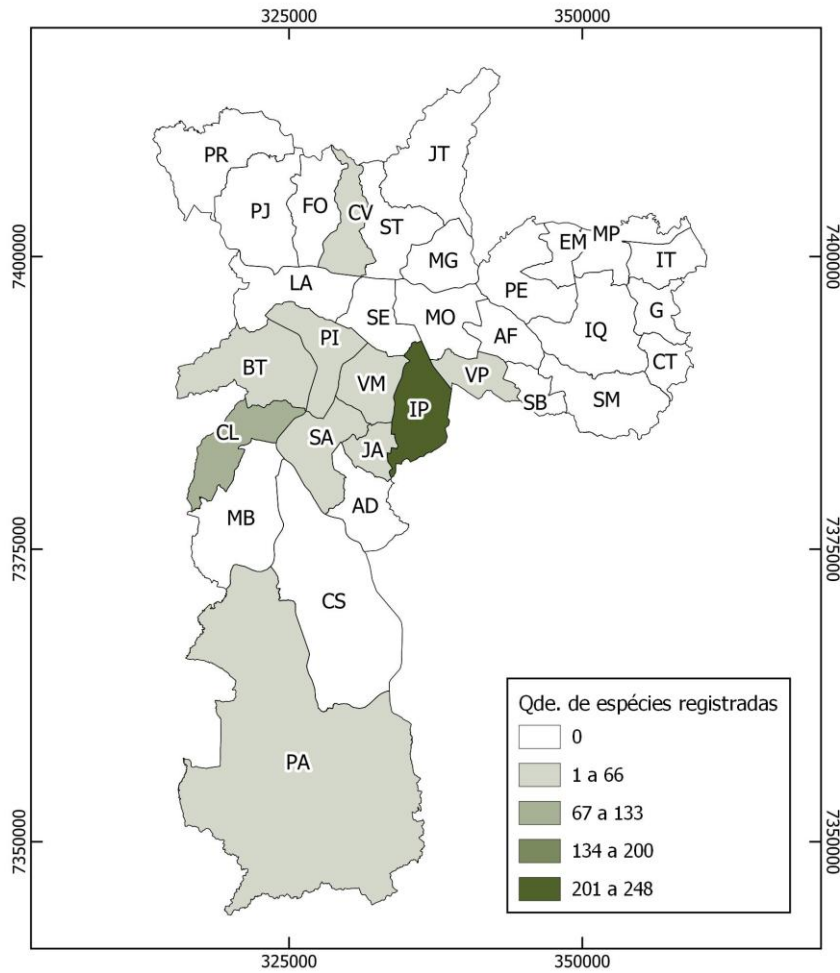 325000 350000
JT
PR
PJ
FO
CV
ST
7400000
EM
MP
7400000
MG
IT
LA
PE
SE
MO
G
IQ
PI
AF
BT
VM
VP
CT
IP
SB
SM
CL
SA
JA
AD
MB
7375000
7375000
CS
Qde. de espécies registradas
0
1 a 66
PA
67 a 133
134 a 200
7350000
7350000
201 a 248
325000 350000